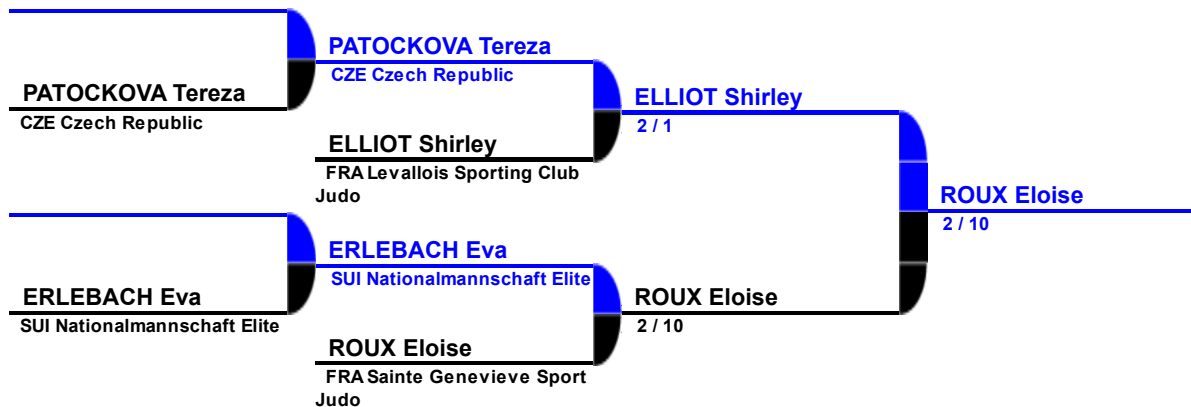 PATOCKOVA Tereza
CZE Czech Republic
PATOCKOVA Tereza
CZE Czech Republic
ELLIOT Shirley
2 / 1
ELLIOT Shirley
FRA Levallois Sporting Club
Judo
ROUX Eloise
2 / 10
ERLEBACH Eva
SUI Nationalmannschaft Elite
ERLEBACH Eva
SUI Nationalmannschaft Elite
ROUX Eloise
2 / 10
ROUX Eloise
FRA Sainte Genevieve Sport
Judo